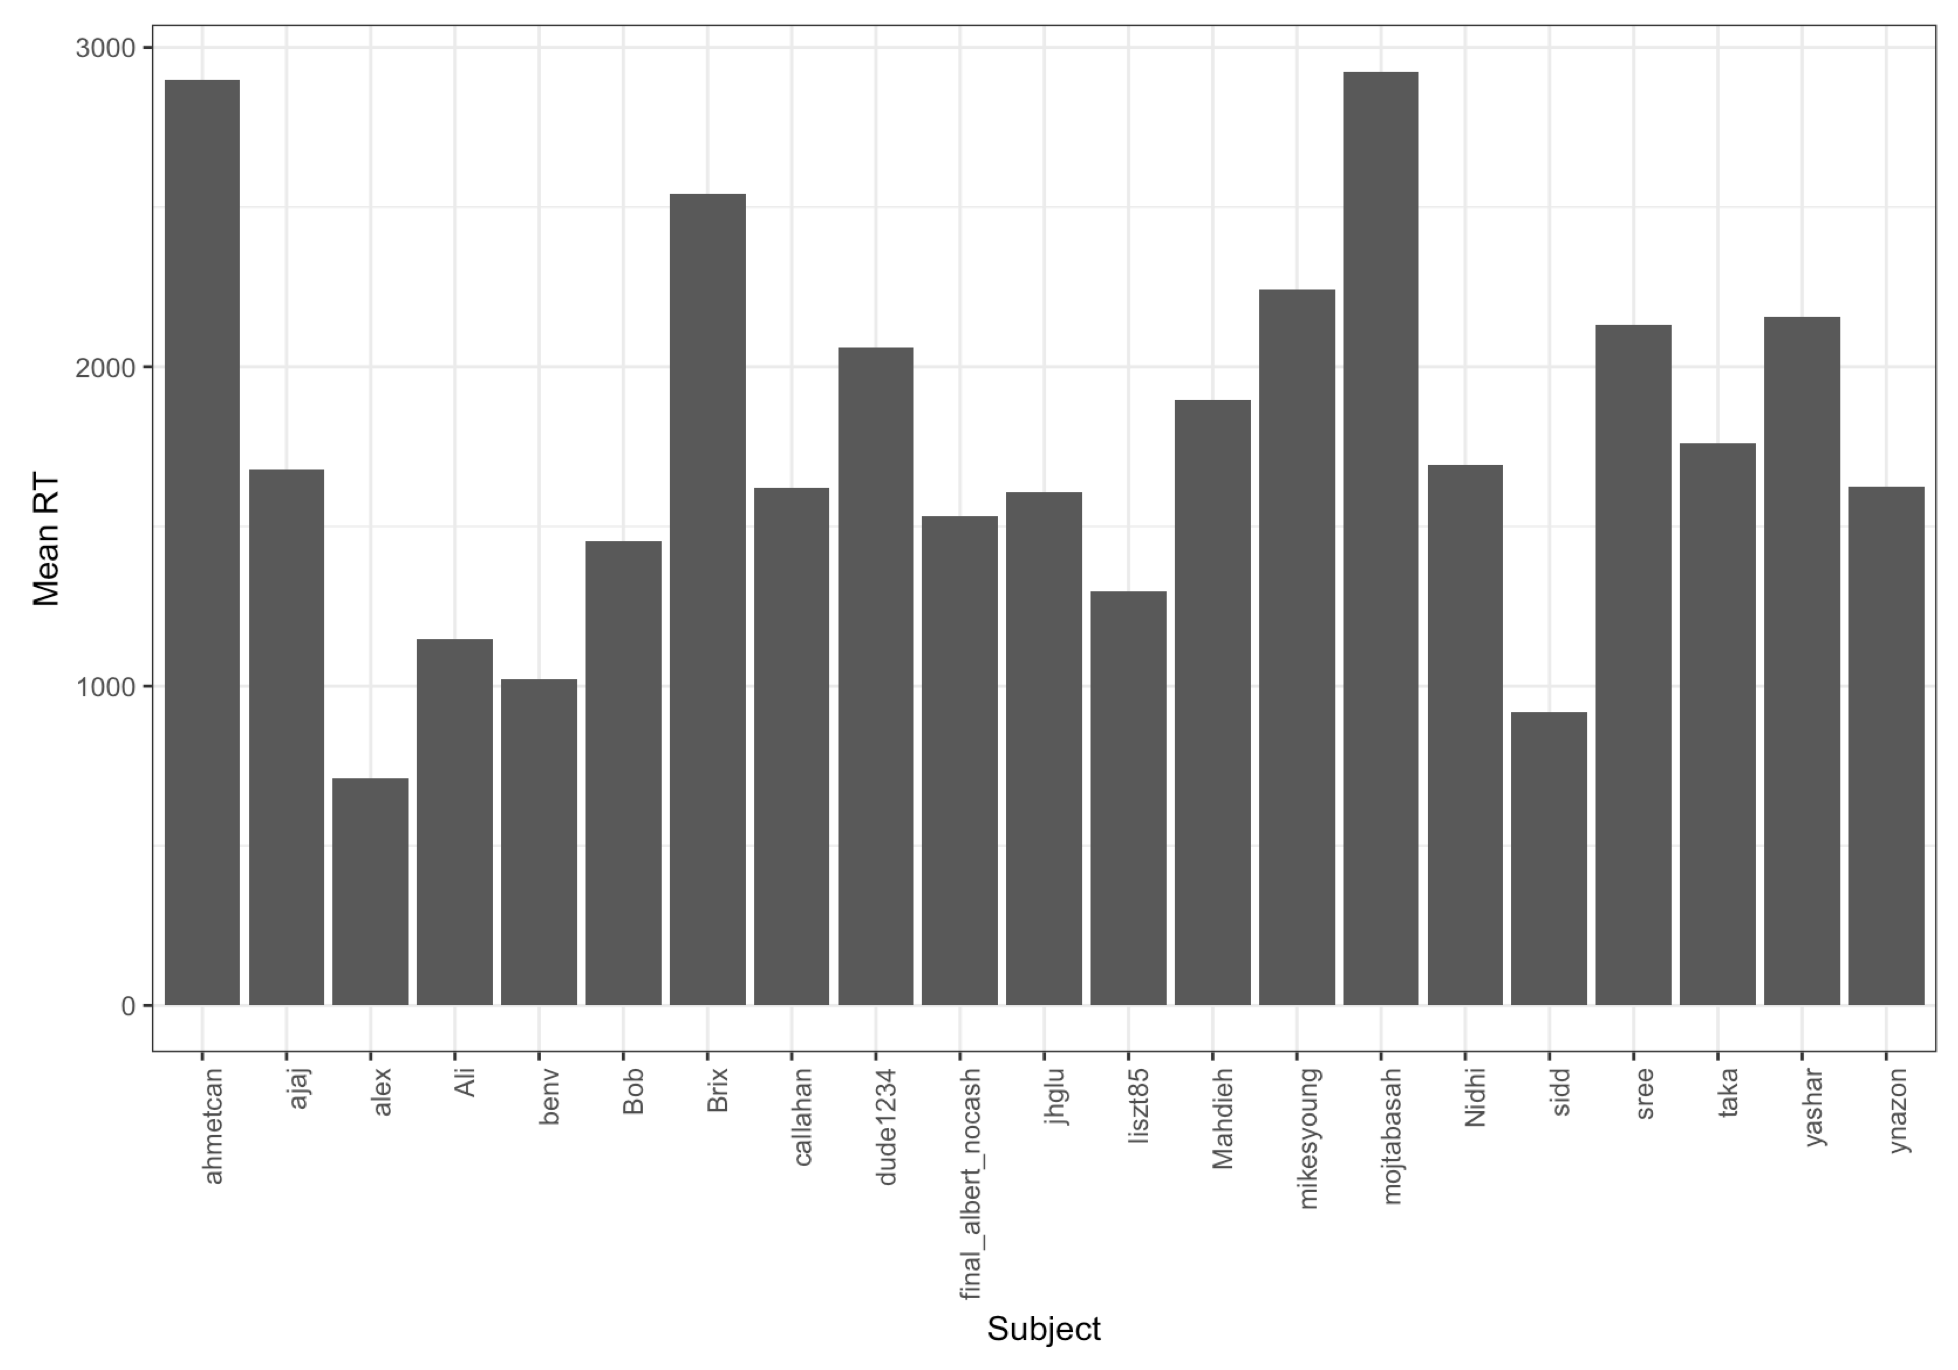 3000
2000
1000
0
Mean RT
ahmetcan
ajaj
alex
Ali
benv
Bob
Brix
callahan
dude1234
final_albert_nocash
jhglu
liszt85
Mahdieh
mikesyoung
mojtabasah
Nidhi
sidd
sree
taka
yashar
ynazon
Subject